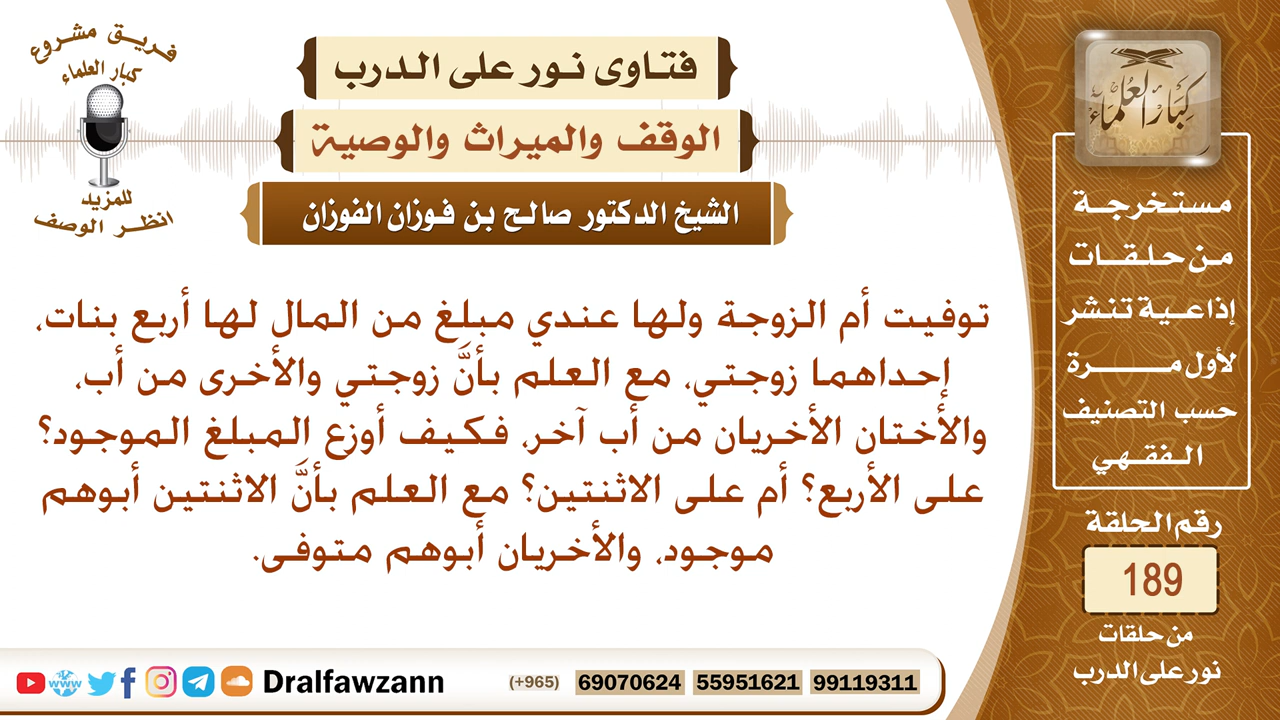 فريق مشروع
كبار العلماء
للمزيد
انظر الوصف
فتاوى نور على الدرب
الوقف والميراث والوصية
الشيخ الدكتور صالح بن فوزان الفوزان
توفيت أم الزوجة ولها عندي مبلغ من المال لها أربع بنات،
إحداهما زوجتي، مع العلم بأنَّ زوجتي والأخرى من أب،
والأختان الأخريان من أب آخر، فكيف أوزع المبلغ الموجود؟
على الأربع؟ أم على الاثنتين؟ مع العلم بأنَّ الاثنتين أبوهم
موجود، والأخريان أبوهم متوفى.
كِبَارُ العُلَمَاء
مستخرجة
من حلقات
إذاعية تنشر
لأول مرة
حسب التصنيف
الفقهي
رقم الحلقة
189
من حلقات
نور على الدرب
www Dralfawzann (+965) 69070624 55951621 99119311